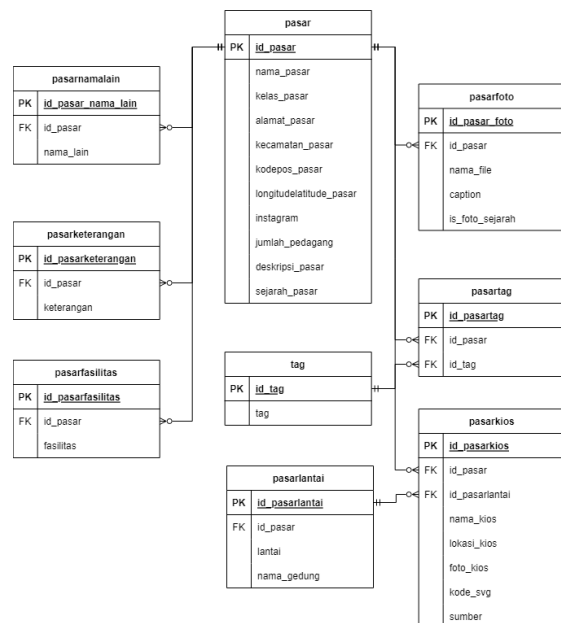 pasar
PK id_pasar
nama_pasar
kelas_pasar
alamat_pasar
kecamatan_pasar
kodepos_pasar
longitudelatitude_pasar
instagram
jumlah_pedagang
deskripsi_pasar
sejarah_pasar
pasarnamalain
PK id_pasar_nama_lain
FK id_pasar
nama_lain
pasarketerangan
PK id_pasarketerangan
FK id_pasar
keterangan
pasarfasilitas
PK id_pasarfasilitas
FK id_pasar
fasilitas
tag
PK id_tag
tag
pasarlantai
PK id_pasarlantai
FK id_pasar
lantai
nama_gedung
pasarfoto
PK id_pasar_foto
FK id_pasar
nama_file
caption
is_foto_sejarah
pasartag
PK id_pasartag
FK id_pasar
FK id_tag
pasarkios
PK id_pasarkios
FK id_pasar
FK id_pasarlantai
nama_kios
lokasi_kios
foto_kios
kode_svg
sumber